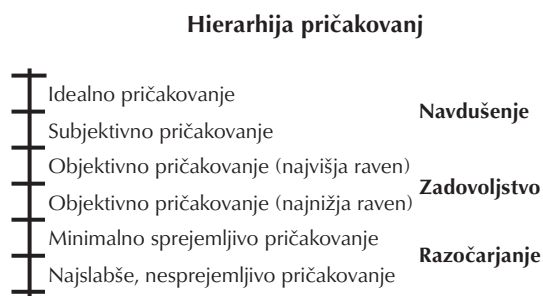 Hierarhija pričakovanj
Idealno pričakovanje
Navdušenje
Subjektivno pričakovanje
Objektivno pričakovanje (najvišja raven)
Zadovoljstvo
Objektivno pričakovanje (najnižja raven)
Minimalno sprejemljivo pričakovanje
Razočarjanje
Najslabše, nesprejemljivo pričakovanje